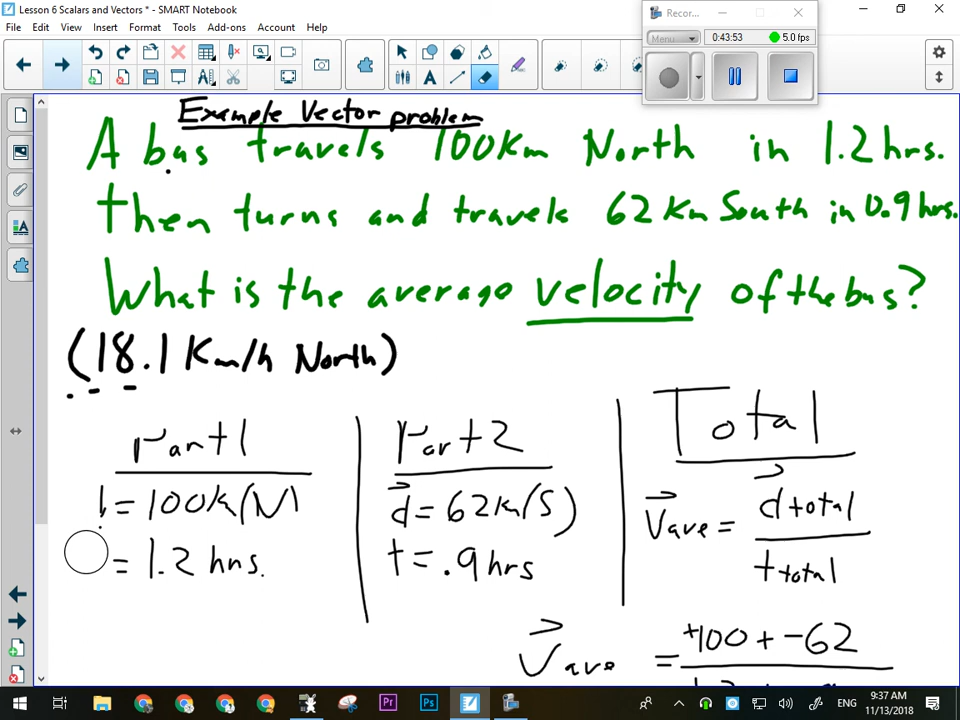 Lesson 6 Scalars and Vectors * - SMART Notebook
Recor...
File Edit View Insert Format Tools Add-ons Account Help
Menu 0:43:53 5.0 fps
Example Vector problem
A bus travels 100Km North in 1.2 hrs.
then turns and travels 62 Km South in 0.9 hrs.
What is the average velocity of the bus?
(18.1 Km/h North)
Part 1
= 100k(N)
= 1.2 hrs.
Part 2
d = 62km(S)
t = .9 hrs
Total
Vave = d total
t total
Vave = +100 + -62
ENG
9:37 AM
11/13/2018